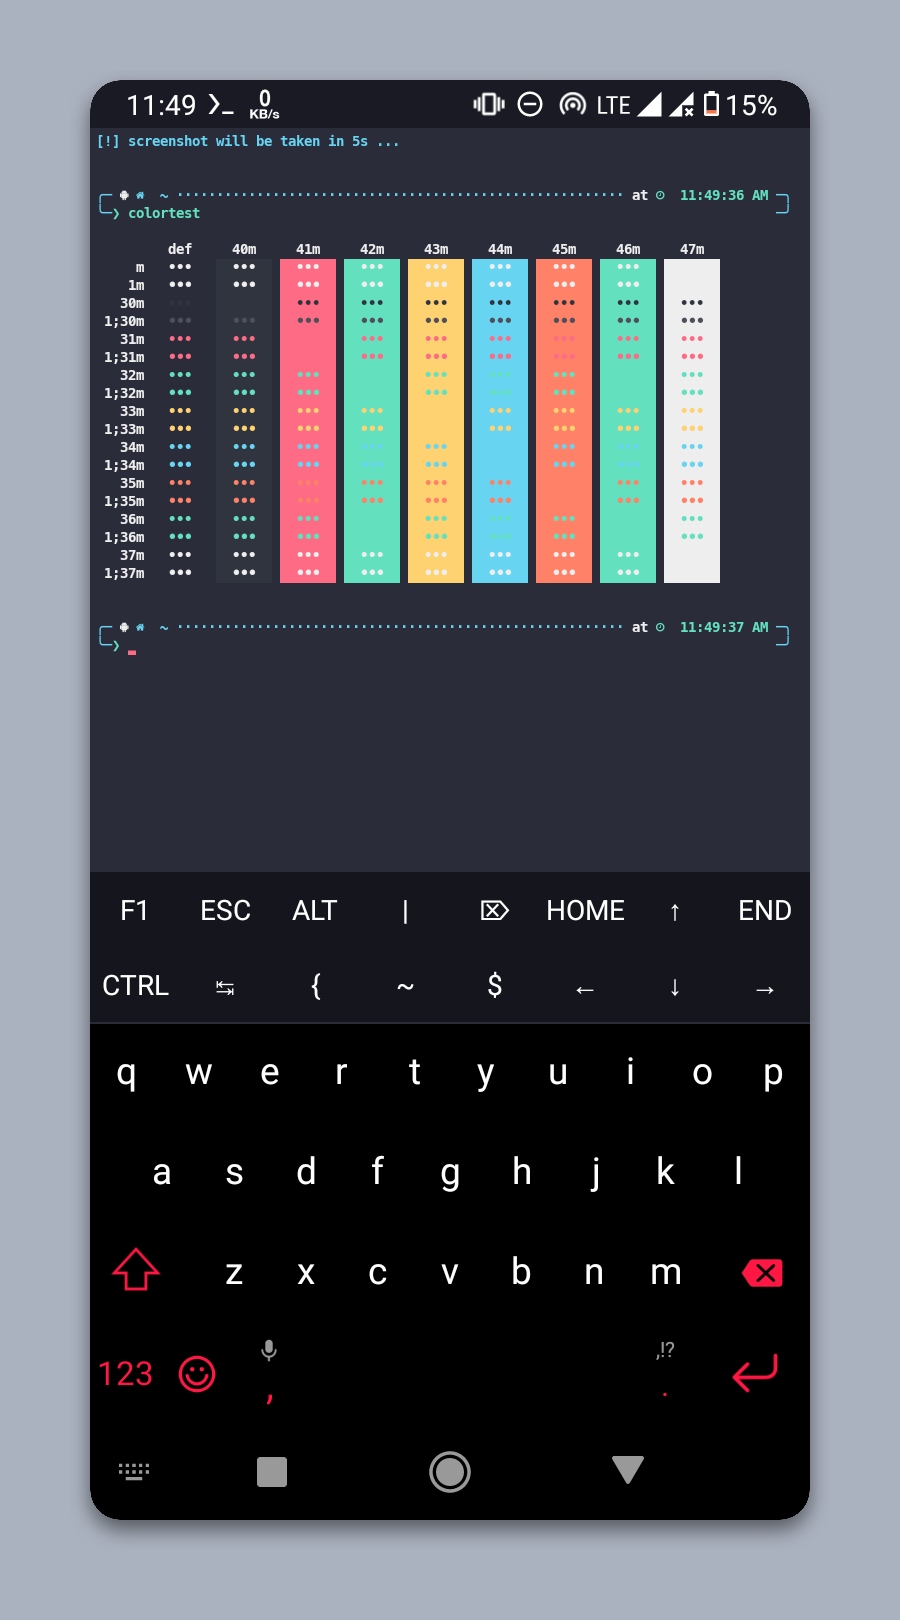 11:49 0 KB/s LTE 15%
[!] screenshot will be taken in 5s ...
~ ........................................................ at 11:49:36 AM
❯ colortest
def 40m 41m 42m 43m 44m 45m 46m 47m
m ••• ••• ••• ••• ••• ••• ••• •••
1m ••• ••• ••• ••• ••• ••• ••• •••
30m ••• ••• ••• ••• ••• ••• ••• •••
1;30m ••• ••• ••• ••• ••• ••• ••• ••• •••
31m ••• ••• ••• ••• ••• ••• ••• •••
1;31m ••• ••• ••• ••• ••• ••• ••• •••
32m ••• ••• ••• ••• ••• ••• •••
1;32m ••• ••• ••• ••• ••• ••• •••
33m ••• ••• ••• ••• ••• ••• ••• •••
1;33m ••• ••• ••• ••• ••• ••• ••• •••
34m ••• ••• ••• ••• ••• ••• ••• •••
1;34m ••• ••• ••• ••• ••• ••• ••• •••
35m ••• ••• ••• ••• ••• ••• ••• •••
1;35m ••• ••• ••• ••• ••• ••• ••• •••
36m ••• ••• ••• ••• ••• ••• •••
1;36m ••• ••• ••• ••• ••• ••• •••
37m ••• ••• ••• ••• ••• ••• ••• •••
1;37m ••• ••• ••• ••• ••• ••• ••• •••
~ ........................................................ at 11:49:37 AM
❯
F1 ESC ALT | ⌦ HOME ↑ END
CTRL ↹ { ~ $ ← ↓ →
q w e r t y u i o p
a s d f g h j k l
z x c v b n m
,!?
123 , .